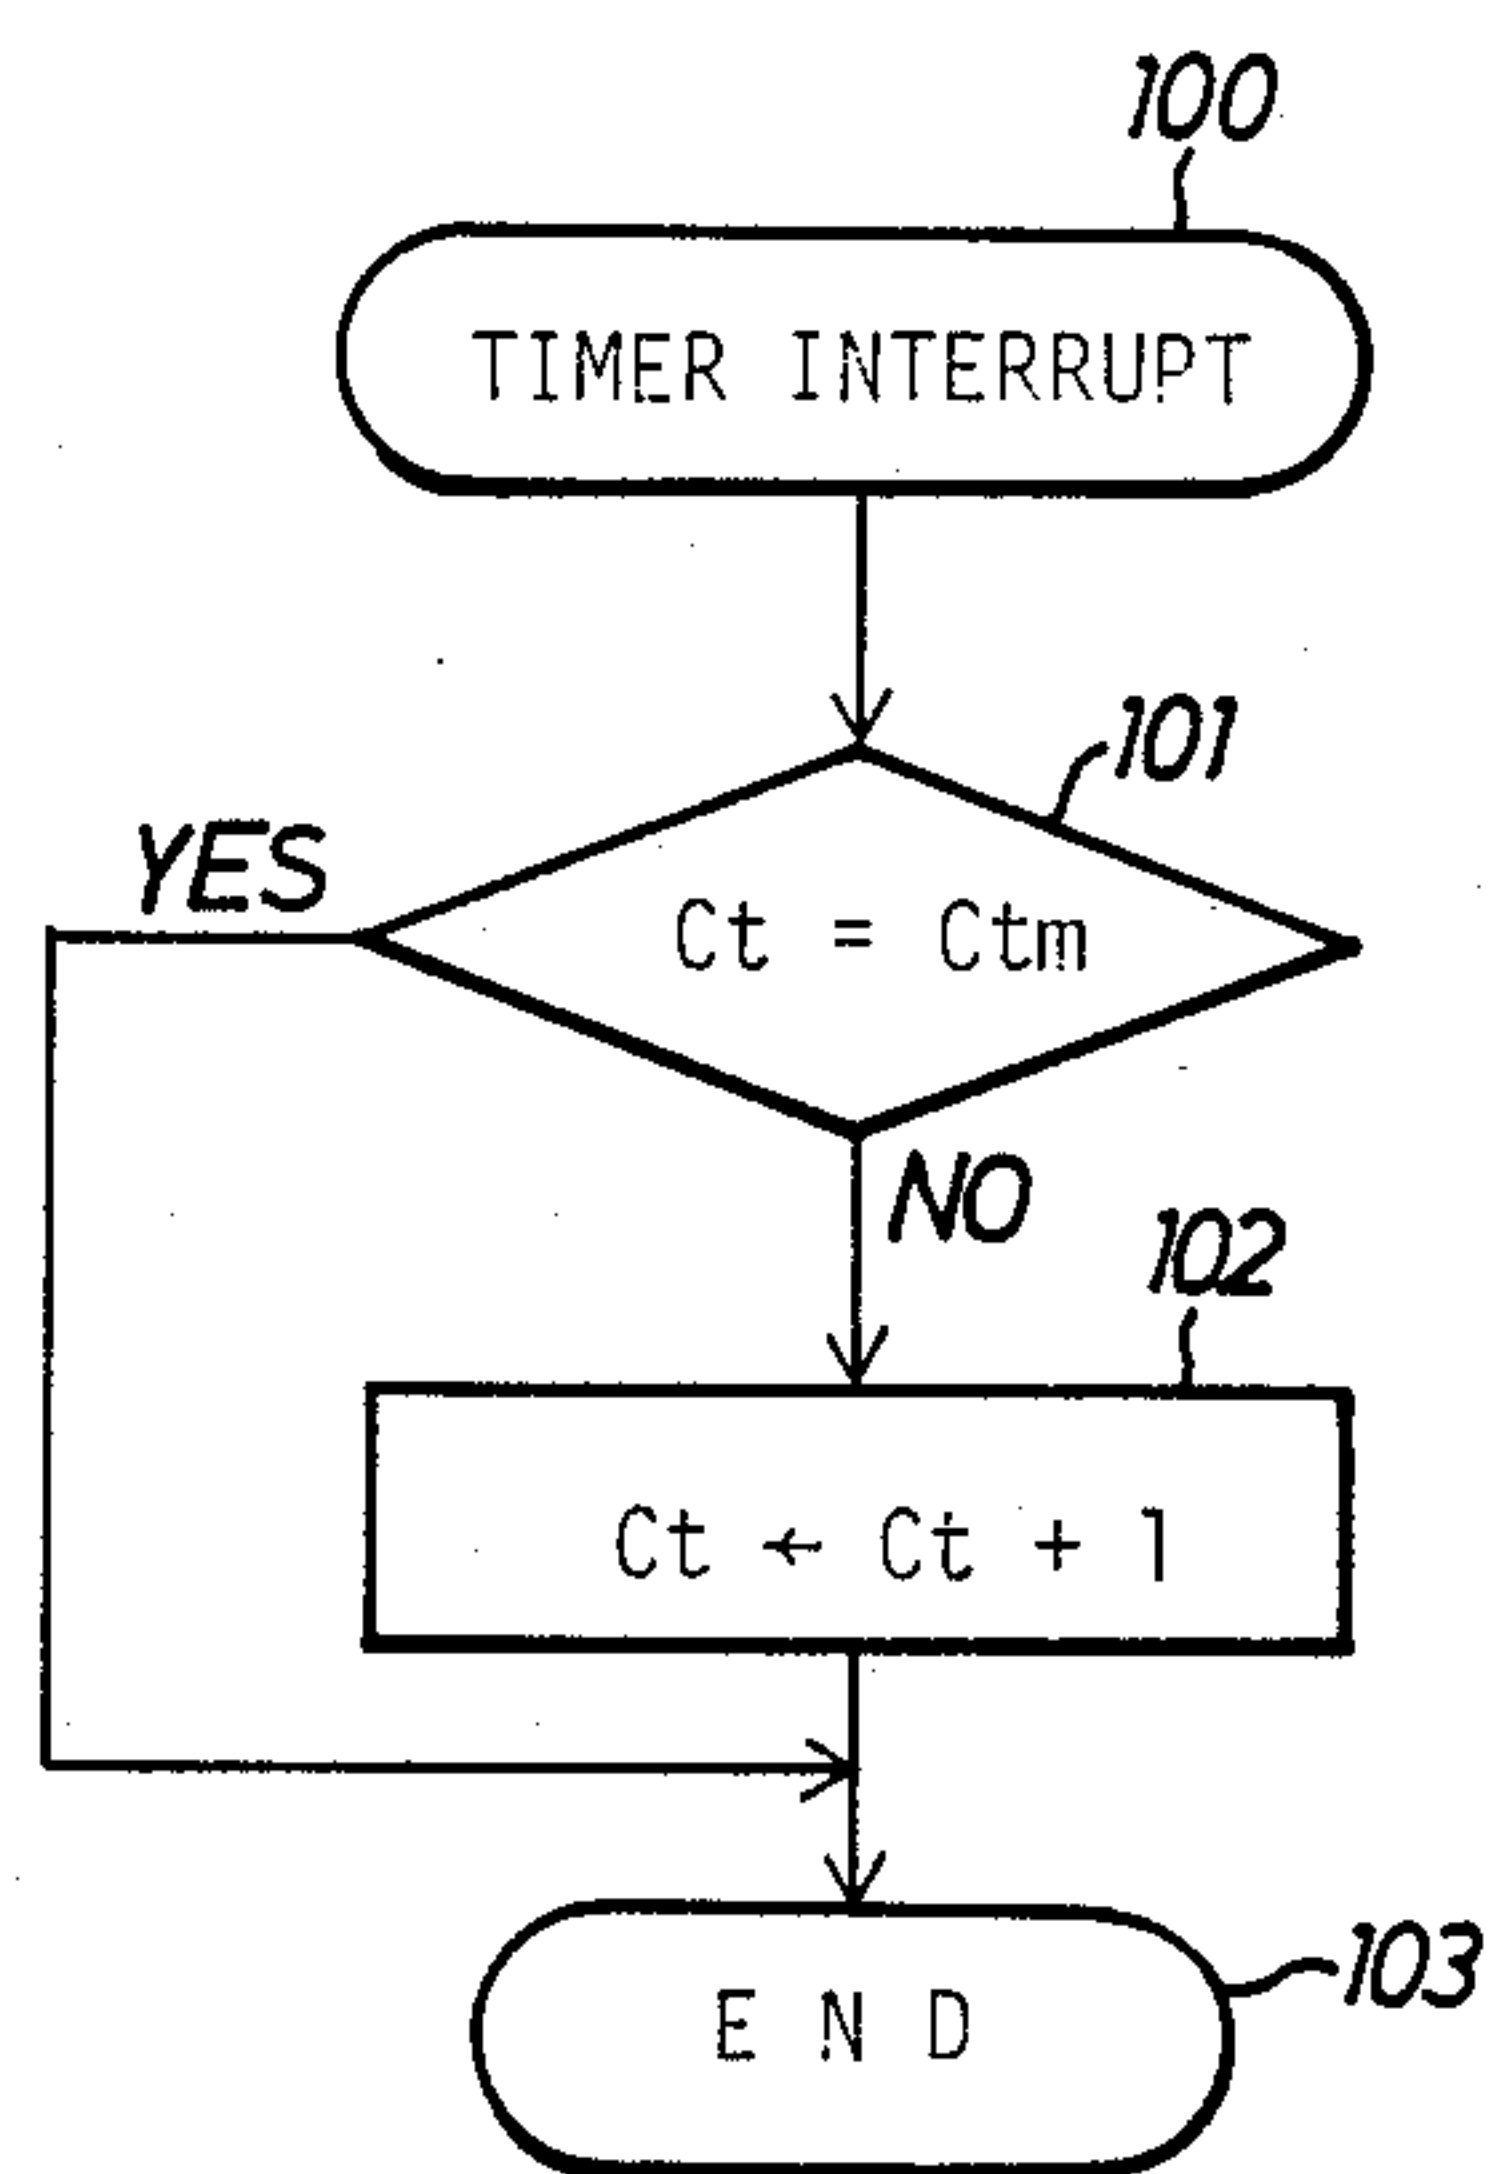 100
TIMER INTERRUPT
101
YES
Ct = Ctm
NO
102
Ct ← Ct + 1
103
E N D